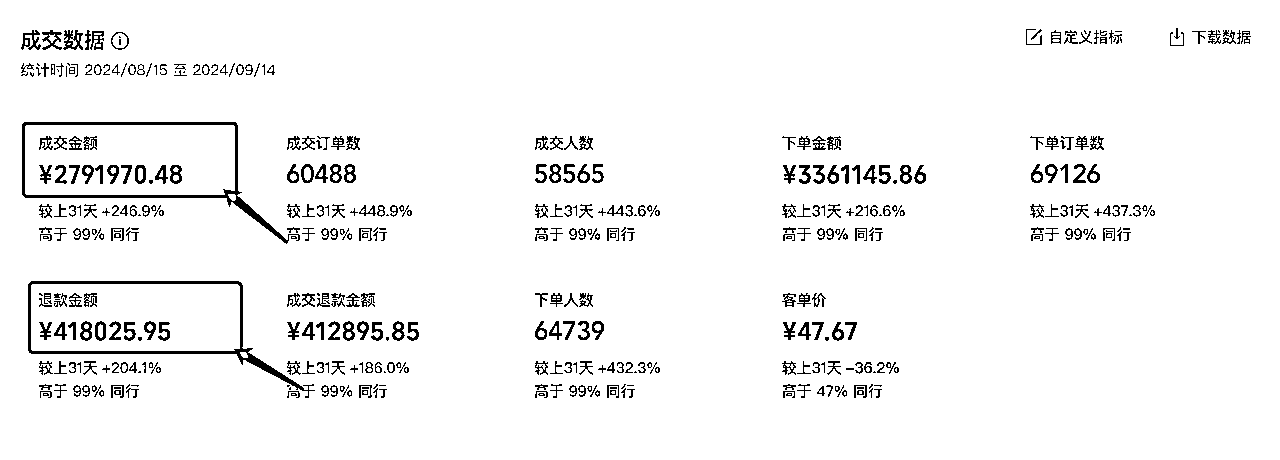 成交数据
自定义指标 下载数据
统计时间 2024/08/15 至 2024/09/14
成交金额 成交订单数 成交人数 下单金额 下单订单数
¥2791970.48 60488 58565 ¥3361145.86 69126
较上31天 +246.9% 较上31天 +448.9% 较上31天 +443.6% 较上31天 +216.6% 较上31天 +437.3%
高于 99% 同行 高于 99% 同行 高于 99% 同行 高于 99% 同行 高于 99% 同行
退款金额 成交退款金额 下单人数 客单价
¥418025.95 ¥412895.85 64739 ¥47.67
较上31天 +204.1% 较上31天 +186.0% 较上31天 +432.3% 较上31天 -36.2%
高于 99% 同行 高于 99% 同行 高于 99% 同行 高于 47% 同行